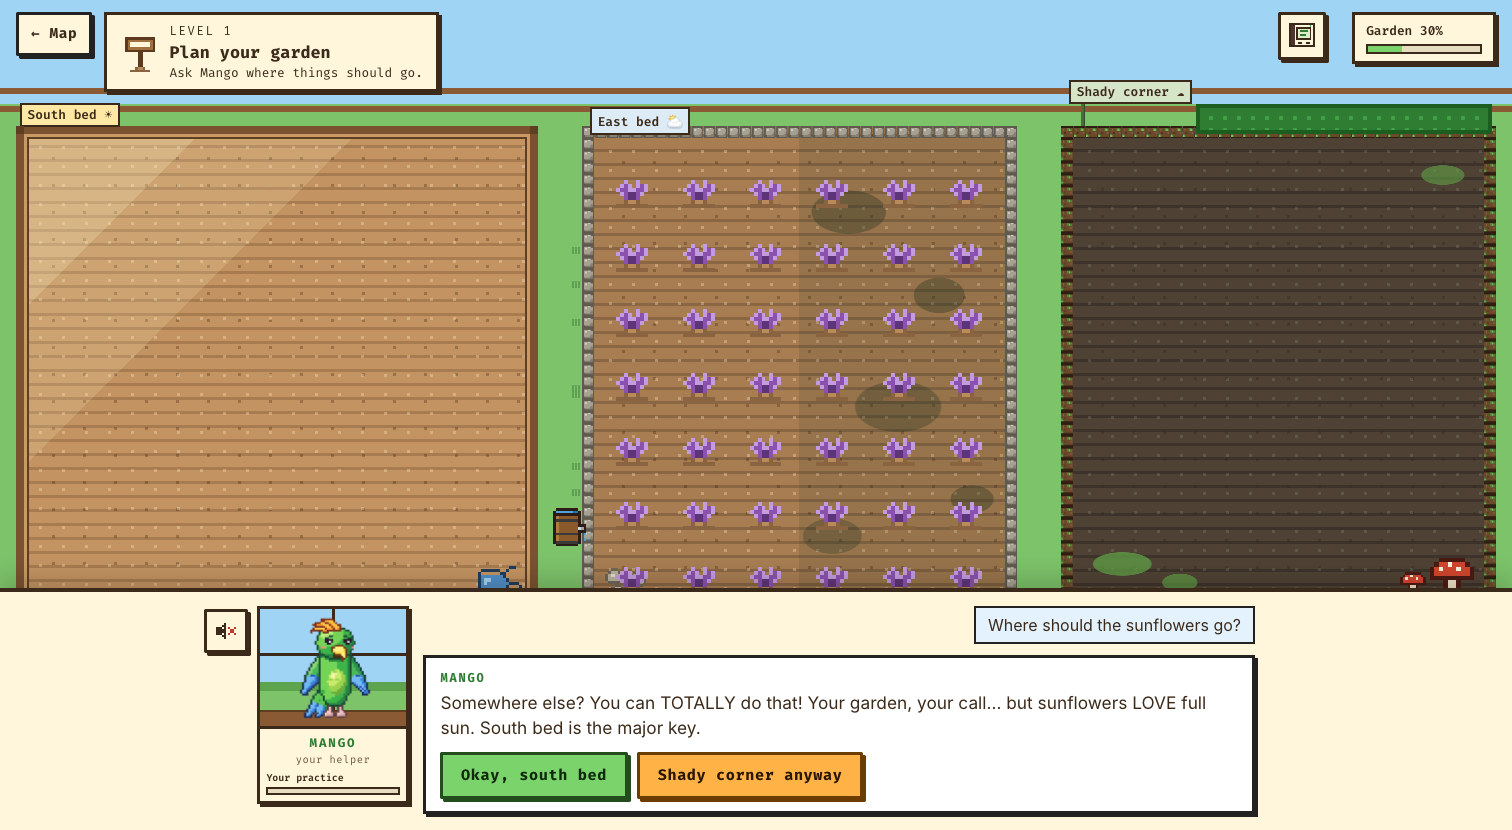 ← Map
LEVEL 1
Plan your garden
Ask Mango where things should go.
Garden 30%
South bed ☀
East bed ⛅
Shady corner ☁
Where should the sunflowers go?
MANGO
Somewhere else? You can TOTALLY do that! Your garden, your call... but sunflowers LOVE full
sun. South bed is the major key.
Okay, south bed
Shady corner anyway
MANGO
your helper
Your practice